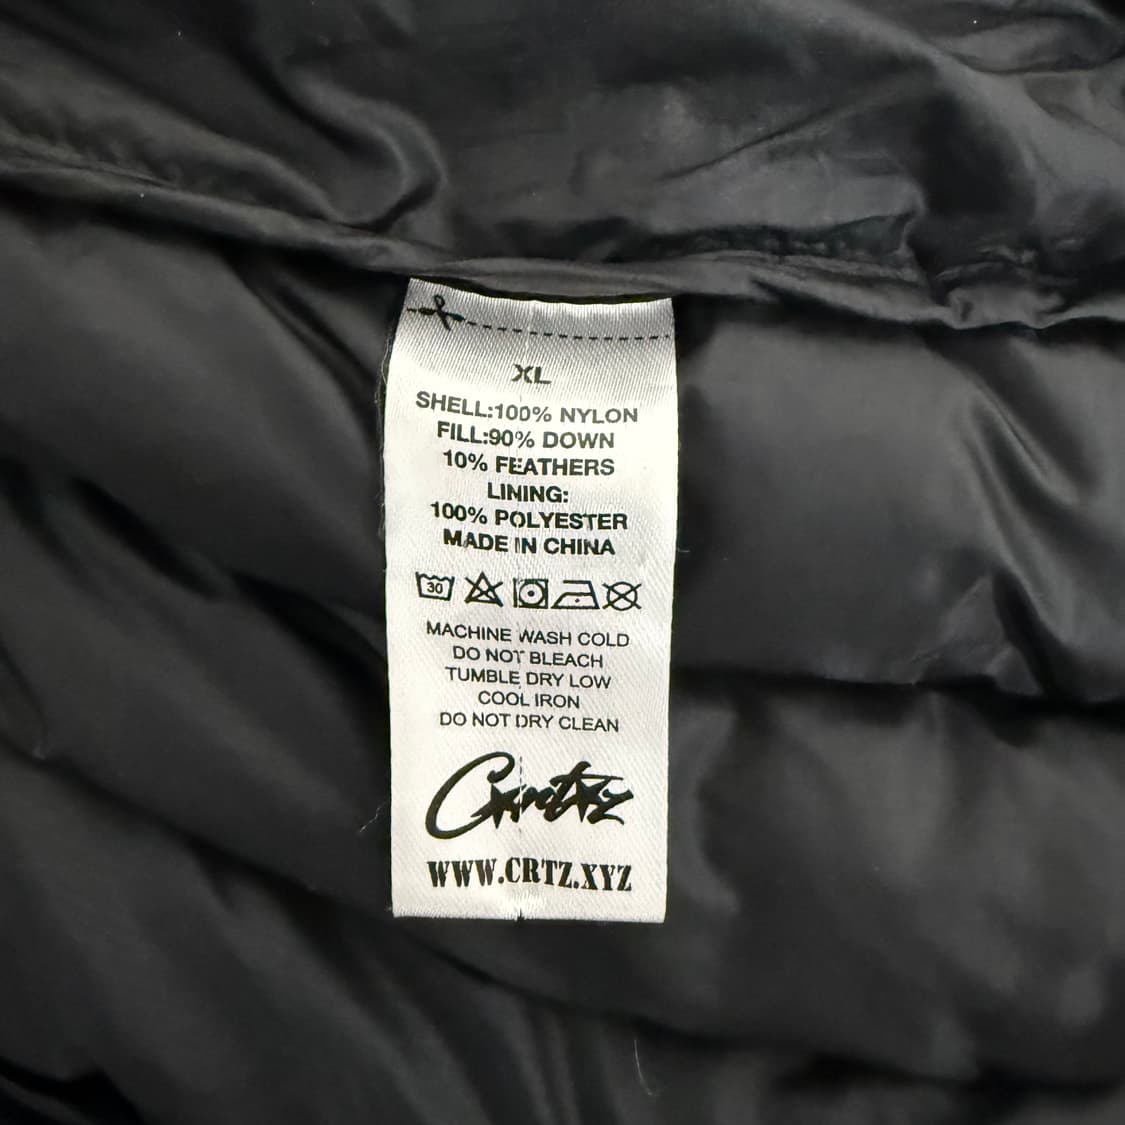 XL
SHELL:100% NYLON
FILL:90% DOWN
10% FEATHERS
LINING:
100% POLYESTER
MADE IN CHINA
30
MACHINE WASH COLD
DO NOT BLEACH
TUMBLE DRY LOW
COOL IRON
DO NOT DRY CLEAN
Corteiz
WWW.CRTZ.XYZ